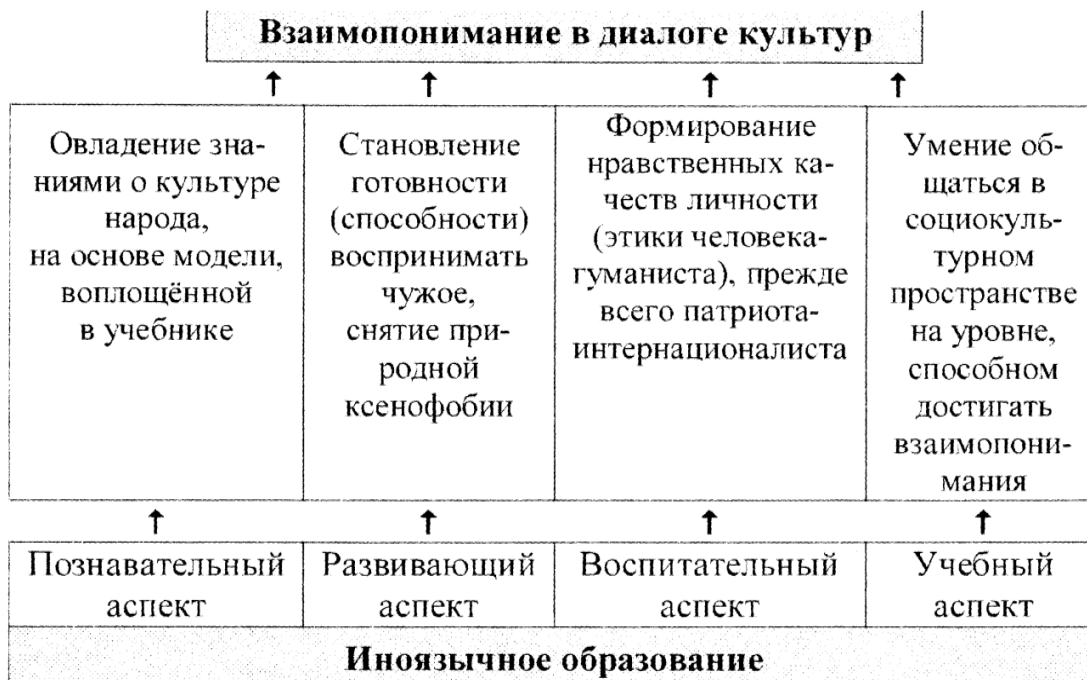 Взаимопонимание в диалоге культур
Овладение зна-
ниями о культуре
народа,
на основе модели,
воплощённой
в учебнике
Становление
готовности
(способности)
воспринимать
чужое,
снятие при-
родной
ксенофобии
Формирование
нравственных ка-
честв личности
(этики человека-
гуманиста), прежде
всего патриота-
интернационалиста
Умение об-
щаться в
социокуль-
турном
пространстве
на уровне,
способном
достигать
взаимопони-
мания
Познавательный
аспект
Развивающий
аспект
Воспитательный
аспект
Учебный
аспект
Иноязычное образование